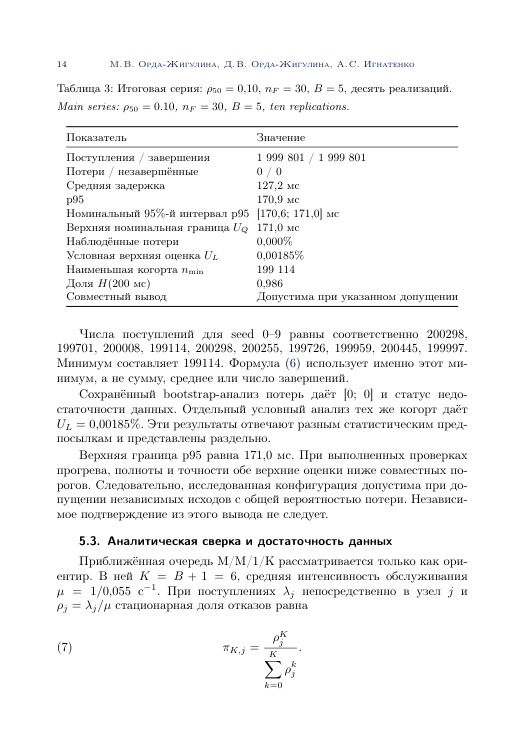 14 М. В. Орда-Жигулина, Д. В. Орда-Жигулина, А. С. Игнатенко
Таблица 3: Итоговая серия: ρ50 = 0,10, nF = 30, B = 5, десять реализаций.
Main series: ρ50 = 0.10, nF = 30, B = 5, ten replications.
Показатель Значение
Поступления / завершения 1 999 801 / 1 999 801
Потери / незавершённые 0 / 0
Средняя задержка 127,2 мс
p95 170,9 мс
Номинальный 95%-й интервал p95 [170,6; 171,0] мс
Верхняя номинальная граница UQ 171,0 мс
Наблюдённые потери 0,000%
Условная верхняя оценка UL 0,00185%
Наименьшая когорта nmin 199 114
Доля H(200 мс) 0,986
Совместный вывод Допустима при указанном допущении
Числа поступлений для seed 0–9 равны соответственно 200298,
199701, 200008, 199114, 200298, 200255, 199726, 199959, 200445, 199997.
Минимум составляет 199114. Формула (6) использует именно этот ми-
нимум, а не сумму, среднее или число завершений.
Сохранённый bootstrap-анализ потерь даёт [0; 0] и статус недо-
статочности данных. Отдельный условный анализ тех же когорт даёт
UL = 0,00185%. Эти результаты отвечают разным статистическим пред-
посылкам и представлены раздельно.
Верхняя граница p95 равна 171,0 мс. При выполненных проверках
прогрева, полноты и точности обе верхние оценки ниже совместных по-
рогов. Следовательно, исследованная конфигурация допустима при до-
пущении независимых исходов с общей вероятностью потери. Независи-
мое подтверждение из этого вывода не следует.
5.3. Аналитическая сверка и достаточность данных
Приближённая очередь M/M/1/K рассматривается только как ори-
ентир. В ней K = B + 1 = 6, средняя интенсивность обслуживания
μ = 1/0,055 с⁻¹. При поступлениях λj непосредственно в узел j и
ρj = λj/μ стационарная доля отказов равна
(7) πK,j = ρj^K / ∑k=0^K ρj^k.